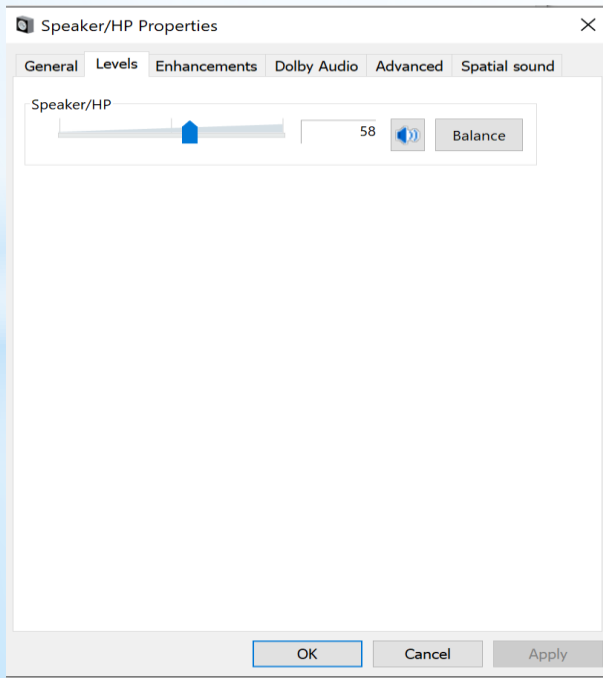 Speaker/HP Properties
General Levels Enhancements Dolby Audio Advanced Spatial sound
Speaker/HP
58 Balance
OK Cancel Apply